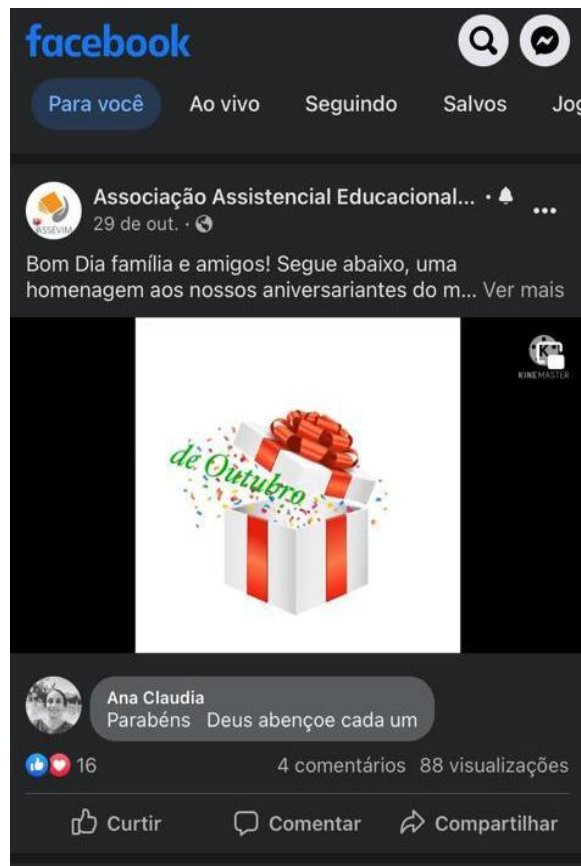 facebook
Para você Ao vivo Seguindo Salvos Jog
Associação Assistencial Educacional... ·
29 de out. ·
ASSEVIM
Bom Dia família e amigos! Segue abaixo, uma
homenagem aos nossos aniversariantes do m... Ver mais
K
KINEMASTER
de Outubro
Ana Claudia
Parabéns Deus abençoe cada um
16 4 comentários 88 visualizações
Curtir Comentar Compartilhar